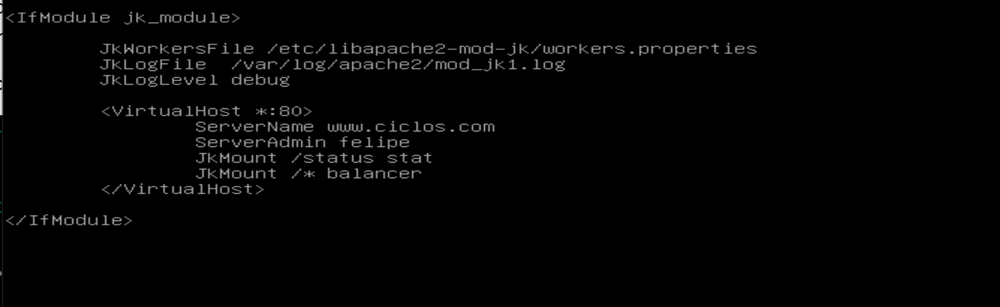 <IfModule jk_module>
JkWorkersFile /etc/libapache2-mod-jk/workers.properties
JkLogFile  /var/log/apache2/mod_jk1.log
JkLogLevel debug
<VirtualHost *:80>
ServerName www.ciclos.com
ServerAdmin felipe
JkMount /status stat
JkMount /* balancer
</VirtualHost>
</IfModule>